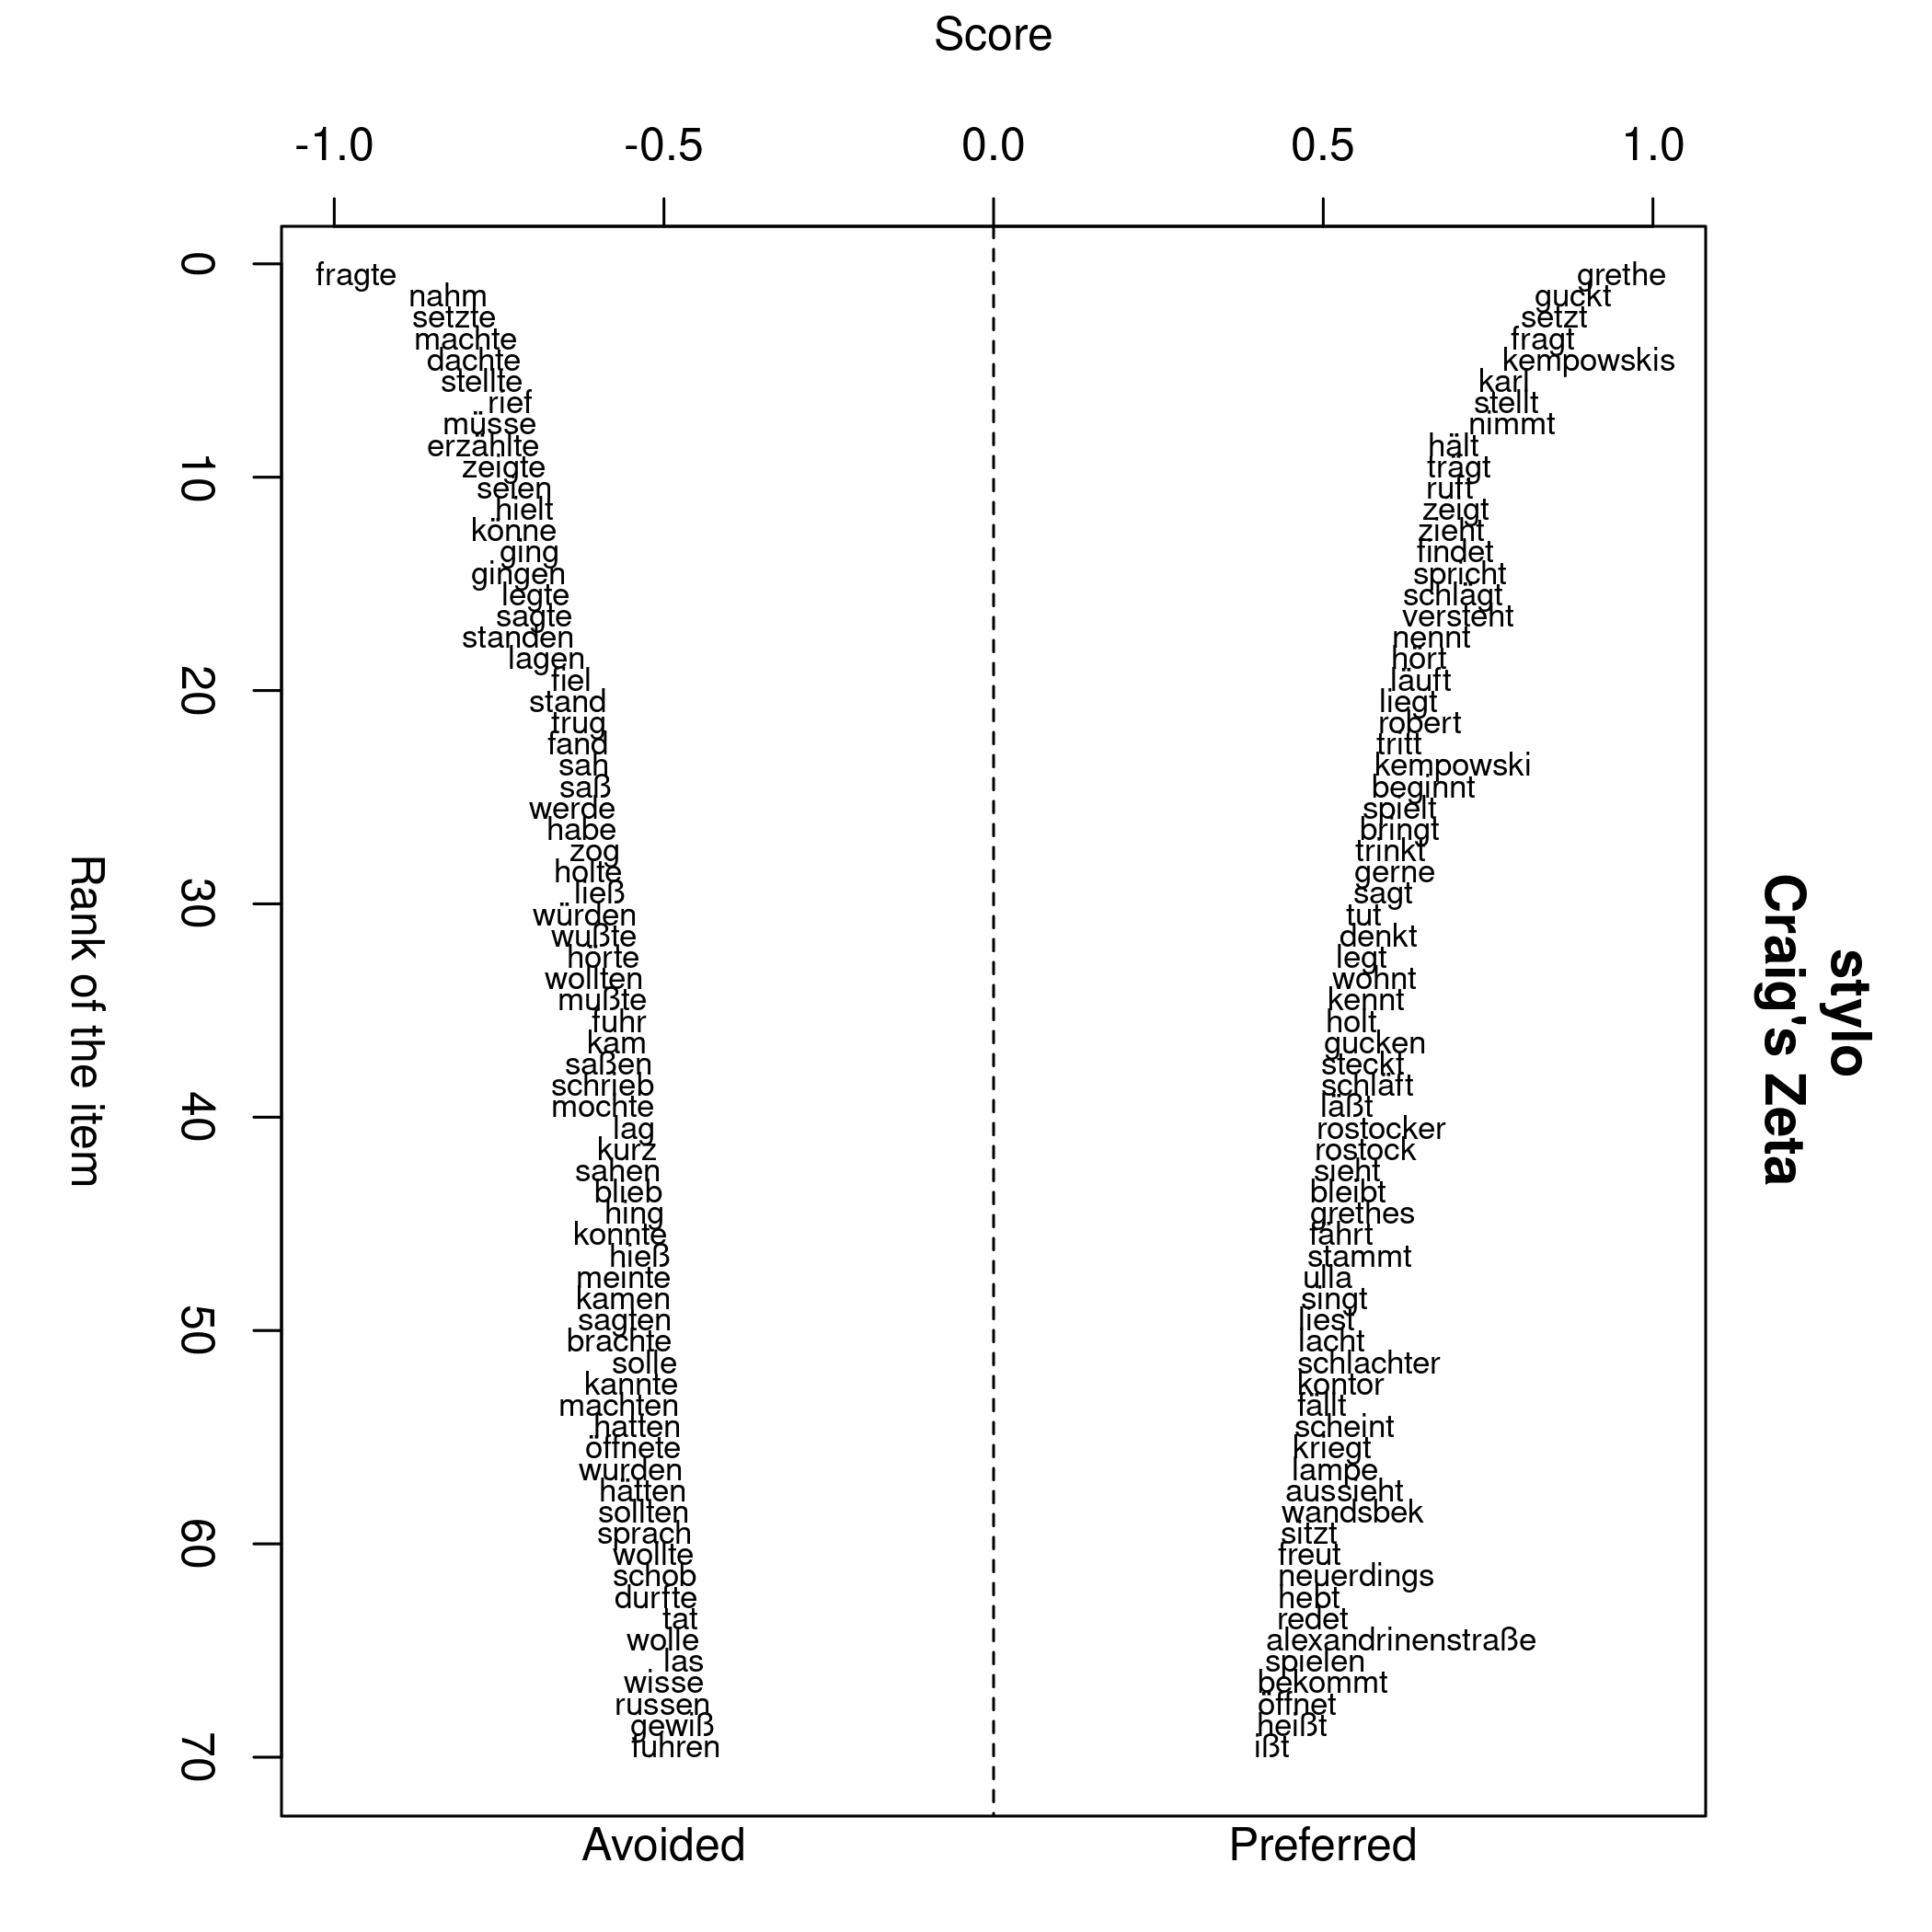 Score
-1.0 -0.5 0.0 0.5 1.0
stylo
Craig's Zeta
Rank of the item
0
10
20
30
40
50
60
70
fragte
nahm
setzte
machte
dachte
stellte
rief
müsse
erzählte
zeigte
seien
hielt
könne
ging
gingen
legte
sagte
standen
lagen
fiel
stand
trug
fand
sah
saß
werde
habe
zog
holte
ließ
würden
wußte
hörte
wollten
mußte
fuhr
kam
saßen
schrieb
mochte
lag
kurz
sahen
blieb
hing
konnte
hieß
meinte
kamen
sagten
brachte
solle
kannte
machten
hatten
öffnete
wurden
hätten
sollten
sprach
wollte
schob
durfte
tat
wolle
las
wisse
russen
gewiß
fuhren
grethe
guckt
setzt
fragt
kempowskis
karl
stellt
nimmt
hält
trägt
ruft
zeigt
zieht
findet
spricht
schlägt
versteht
nennt
hört
läuft
liegt
robert
tritt
kempowski
beginnt
spielt
bringt
trinkt
gerne
sagt
tut
denkt
legt
wohnt
kennt
holt
gucken
steckt
schläft
läßt
rostocker
rostock
sieht
bleibt
grethes
fährt
stammt
ulla
singt
liest
lacht
schlachter
kontor
fällt
scheint
kriegt
lampe
aussieht
wandsbek
sitzt
freut
neuerdings
hebt
redet
alexandrinenstraße
spielen
bekommt
öffnet
heißt
ißt
Avoided
Preferred